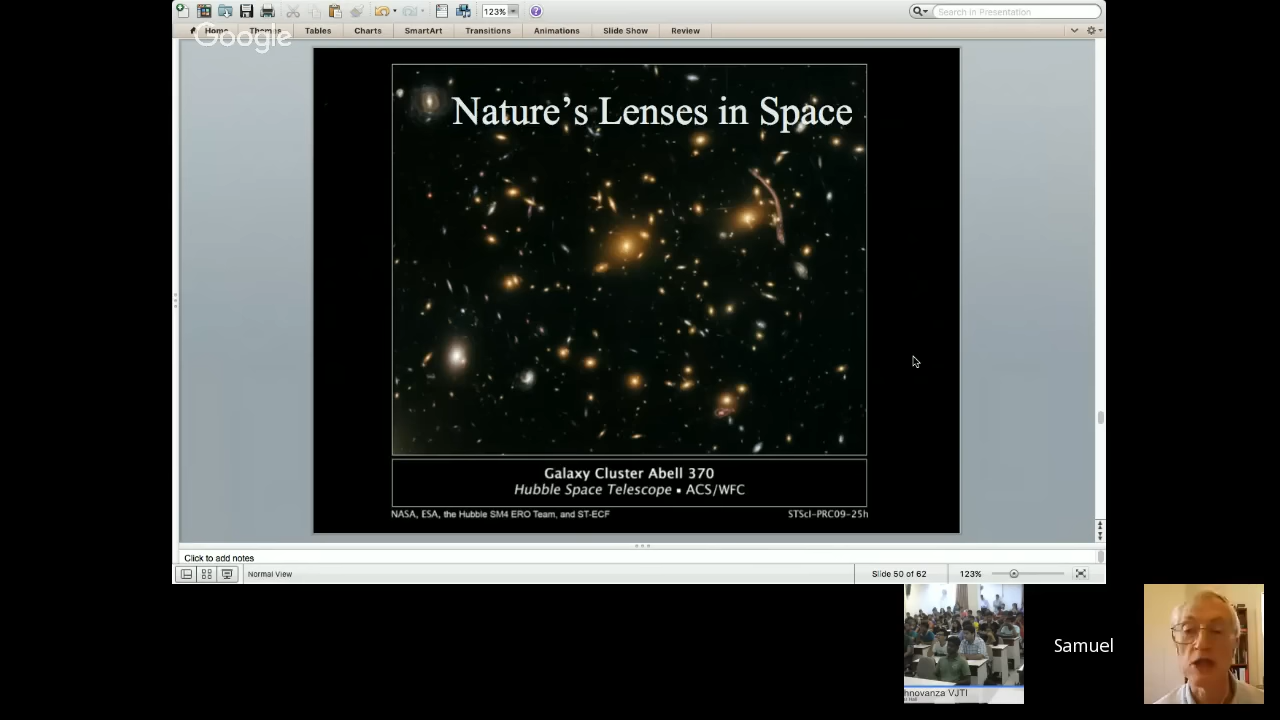 123%
Search in Presentation
Google
Home Themes Tables Charts SmartArt Transitions Animations Slide Show Review
Nature's Lenses in Space
Galaxy Cluster Abell 370
Hubble Space Telescope • ACS/WFC
NASA, ESA, the Hubble SM4 ERO Team, and ST-ECF
STScI-PRC09-25h
Click to add notes
Normal View
Slide 50 of 62
123%
Samuel
hnovanza VJTI